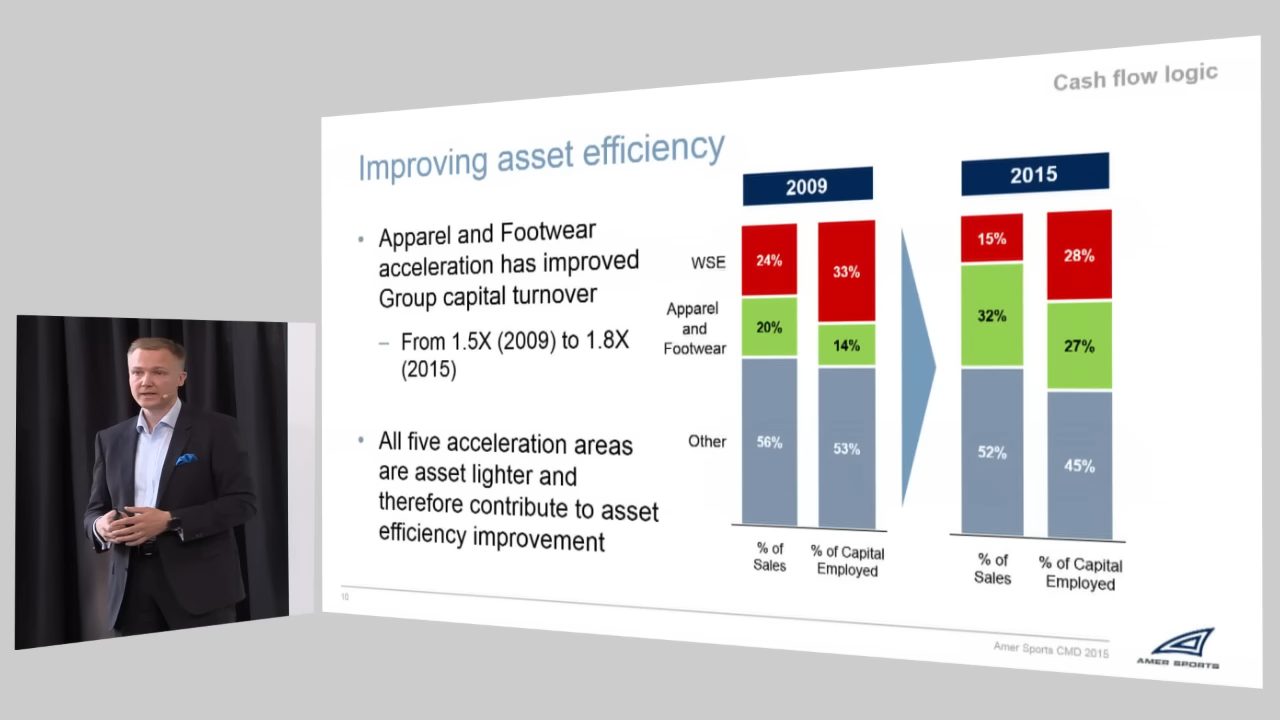 Cash flow logic
Improving asset efficiency
• Apparel and Footwear
acceleration has improved
Group capital turnover
– From 1.5X (2009) to 1.8X
(2015)
• All five acceleration areas
are asset lighter and
therefore contribute to asset
efficiency improvement
2009
2015
WSE
24%
33%
15%
28%
Apparel
and
Footwear
20%
14%
32%
27%
Other
56%
53%
52%
45%
% of
Sales
% of Capital
Employed
% of
Sales
% of Capital
Employed
10
Amer Sports CMD 2015
AMER SPORTS